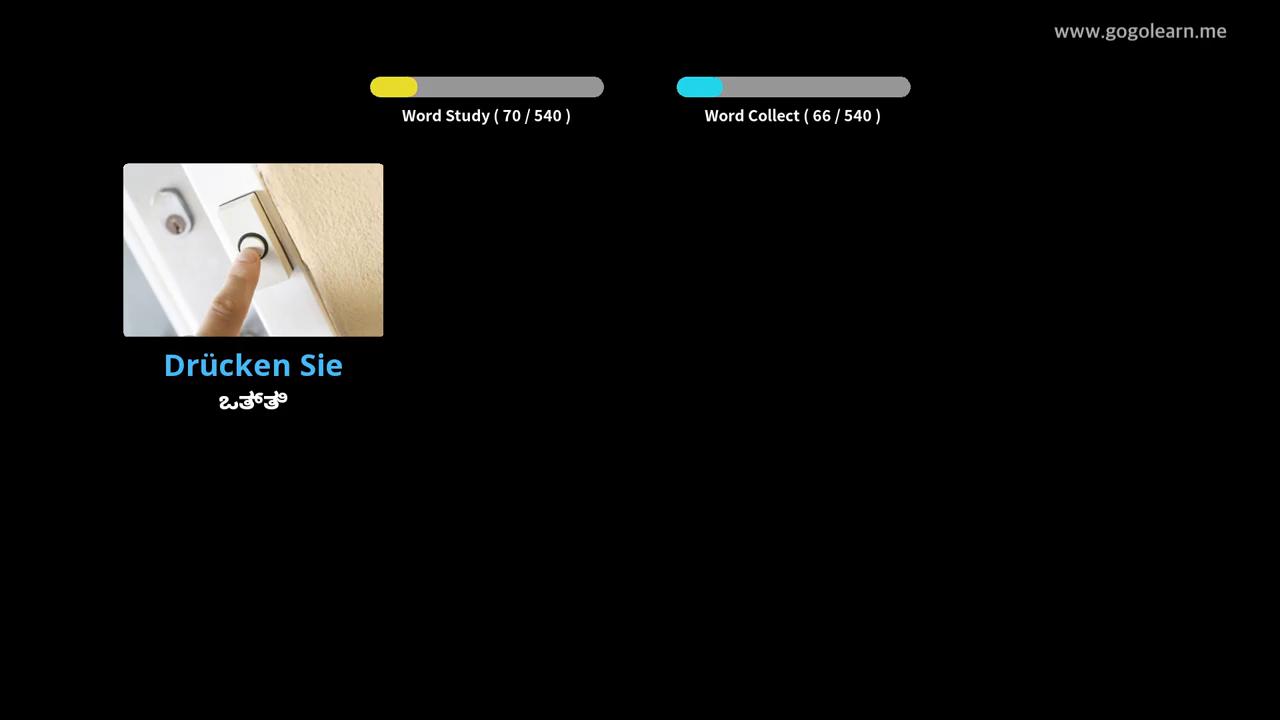 www.gogolearn.me
Word Study ( 70 / 540 )
Word Collect ( 66 / 540 )
Drücken Sie
ಒತ್ತಿ